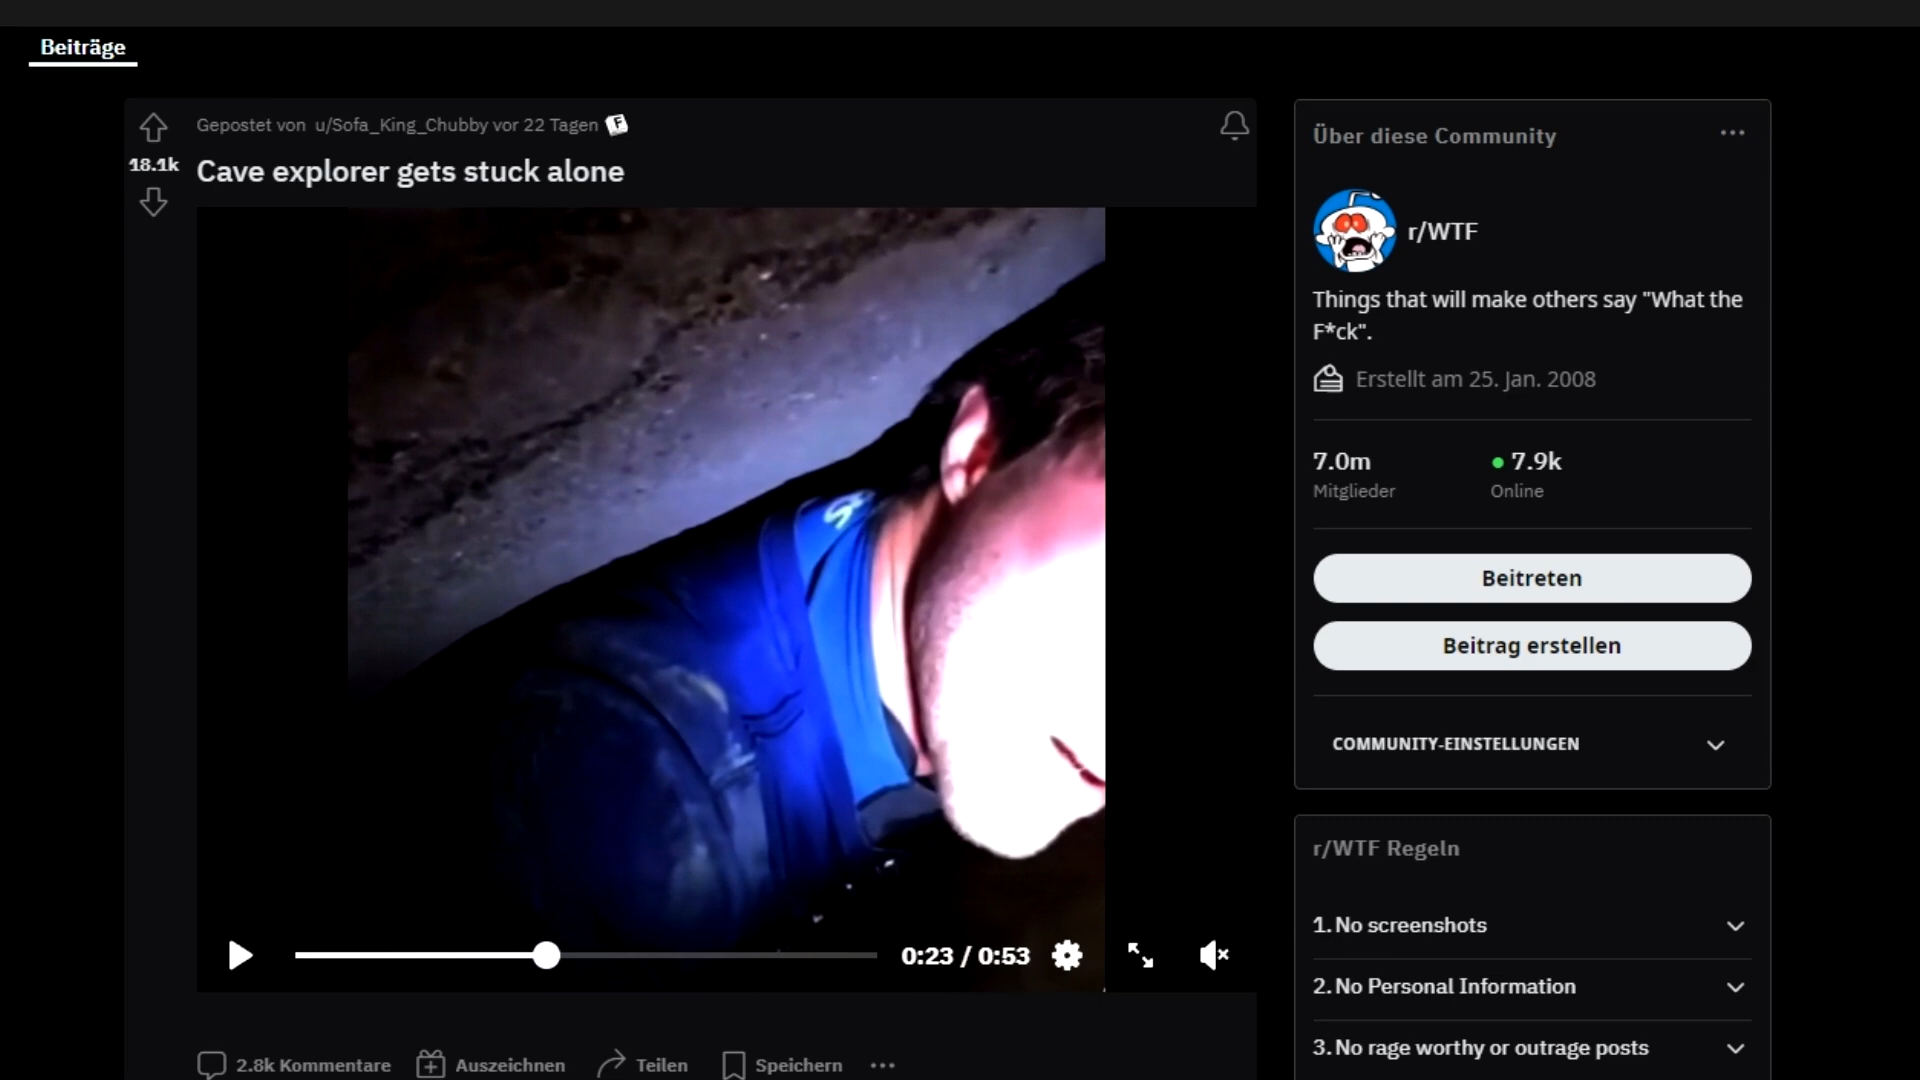 Beiträge
Gepostet von u/Sofa_King_Chubby vor 22 Tagen F
18.1k
Cave explorer gets stuck alone
0:23 / 0:53
2.8k Kommentare
Auszeichnen
Teilen
Speichern
Über diese Community
r/WTF
Things that will make others say "What the
F*ck".
Erstellt am 25. Jan. 2008
7.0m
7.9k
Mitglieder
Online
Beitreten
Beitrag erstellen
COMMUNITY-EINSTELLUNGEN
r/WTF Regeln
1. No screenshots
2. No Personal Information
3. No rage worthy or outrage posts